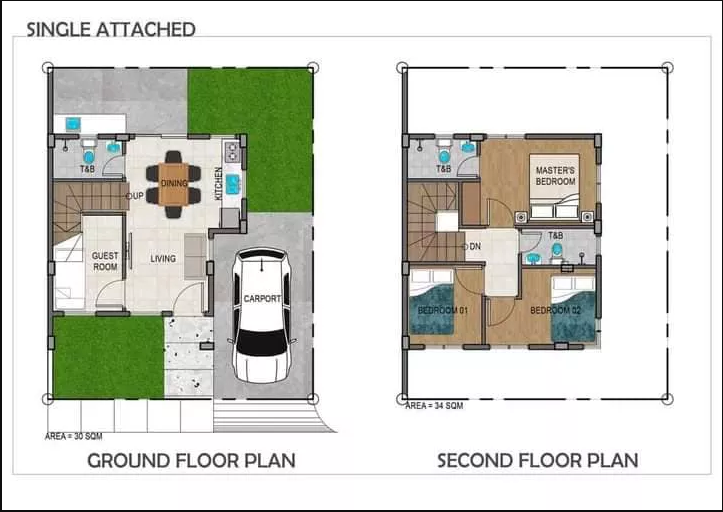 SINGLE ATTACHED
T&B
DINING
KITCHEN
UP
GUEST
ROOM
LIVING
CARPORT
AREA = 30 SQM
GROUND FLOOR PLAN
T&B
MASTER'S
BEDROOM
DN
T&B
BEDROOM 01
BEDROOM 02
AREA = 34 SQM
SECOND FLOOR PLAN